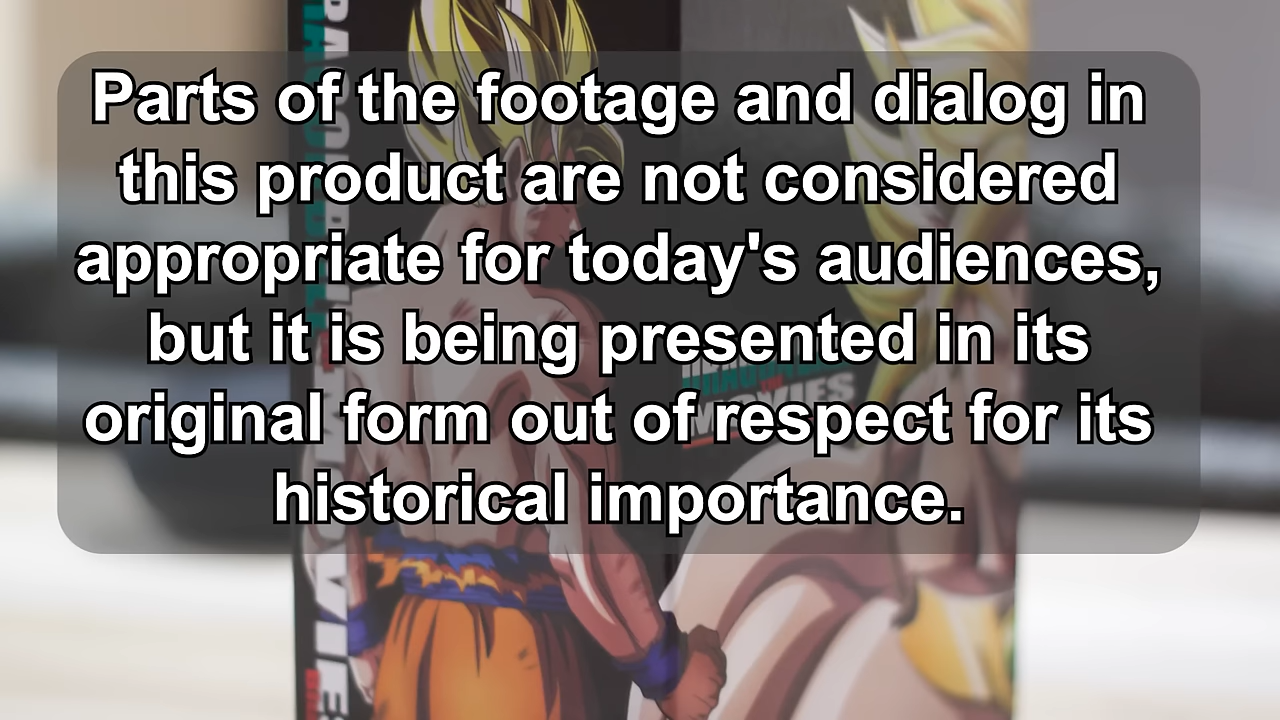 Parts of the footage and dialog in
this product are not considered
appropriate for today's audiences,
but it is being presented in its
original form out of respect for its
historical importance.
MOVIES